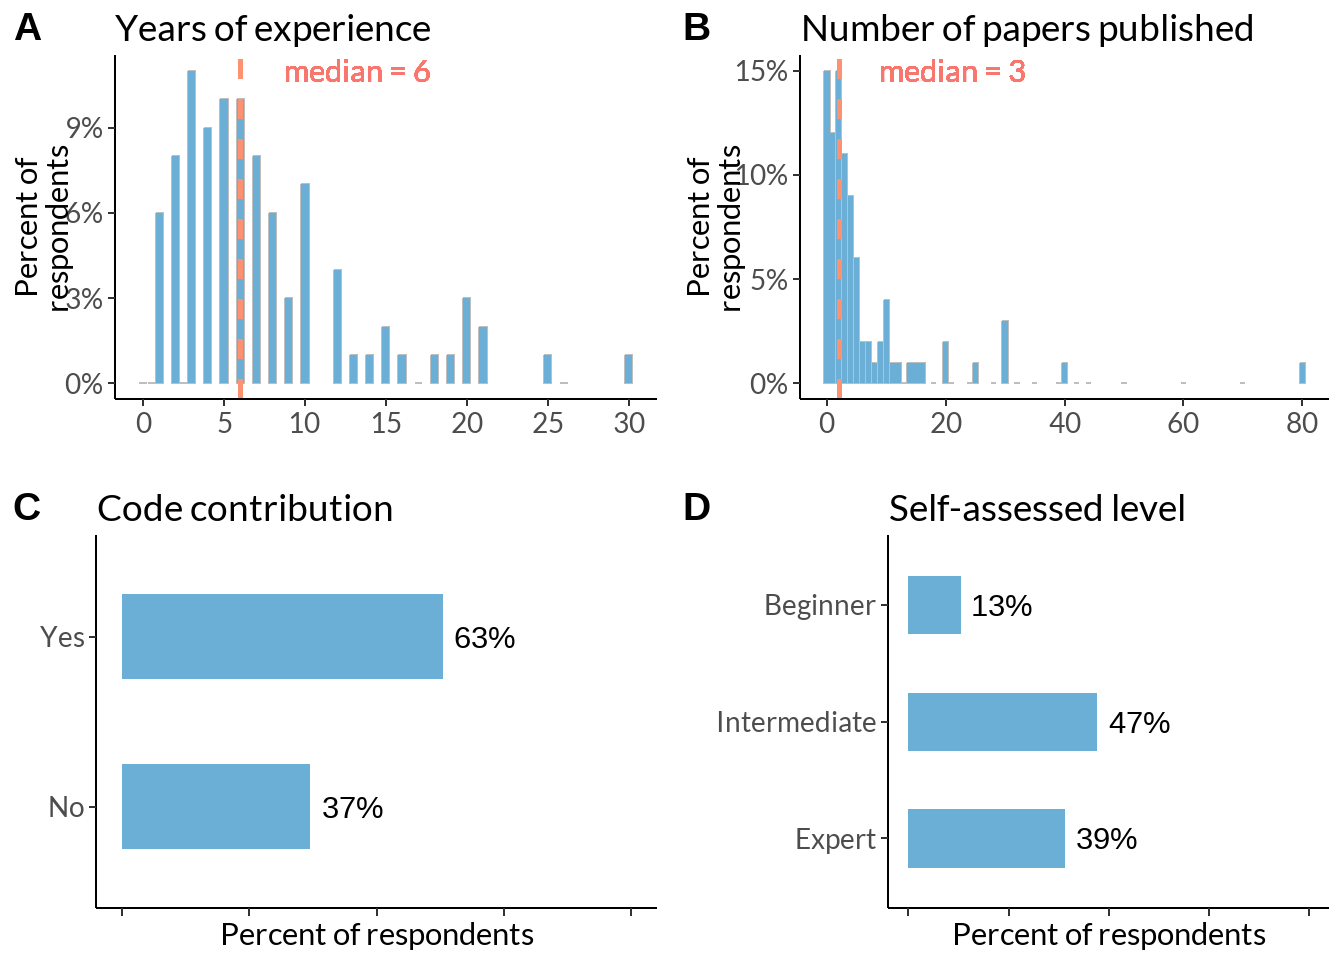 A Years of experience
median = 6
Percent of
respondents
9%
6%
3%
0%
0 5 10 15 20 25 30
B Number of papers published
median = 3
Percent of
respondents
15%
10%
5%
0%
0 20 40 60 80
C Code contribution
Yes 63%
No 37%
Percent of respondents
D Self-assessed level
Beginner 13%
Intermediate 47%
Expert 39%
Percent of respondents